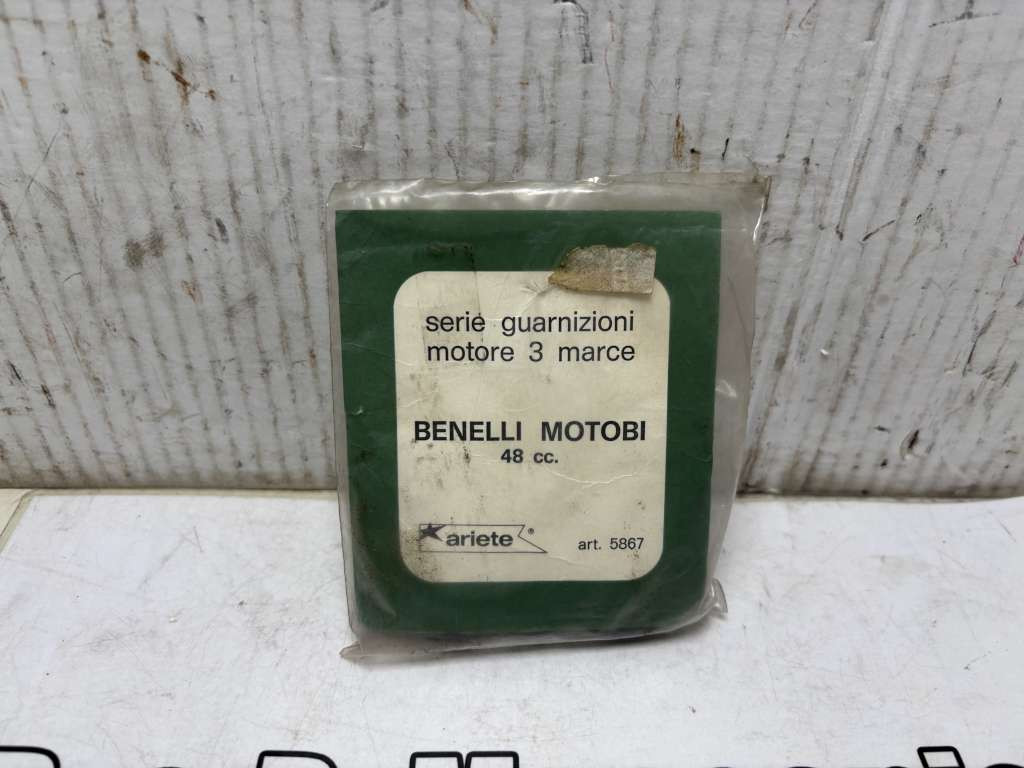 serie guarnizioni
motore 3 marce
BENELLI MOTOBI
48 cc.
ariete®
art. 5867